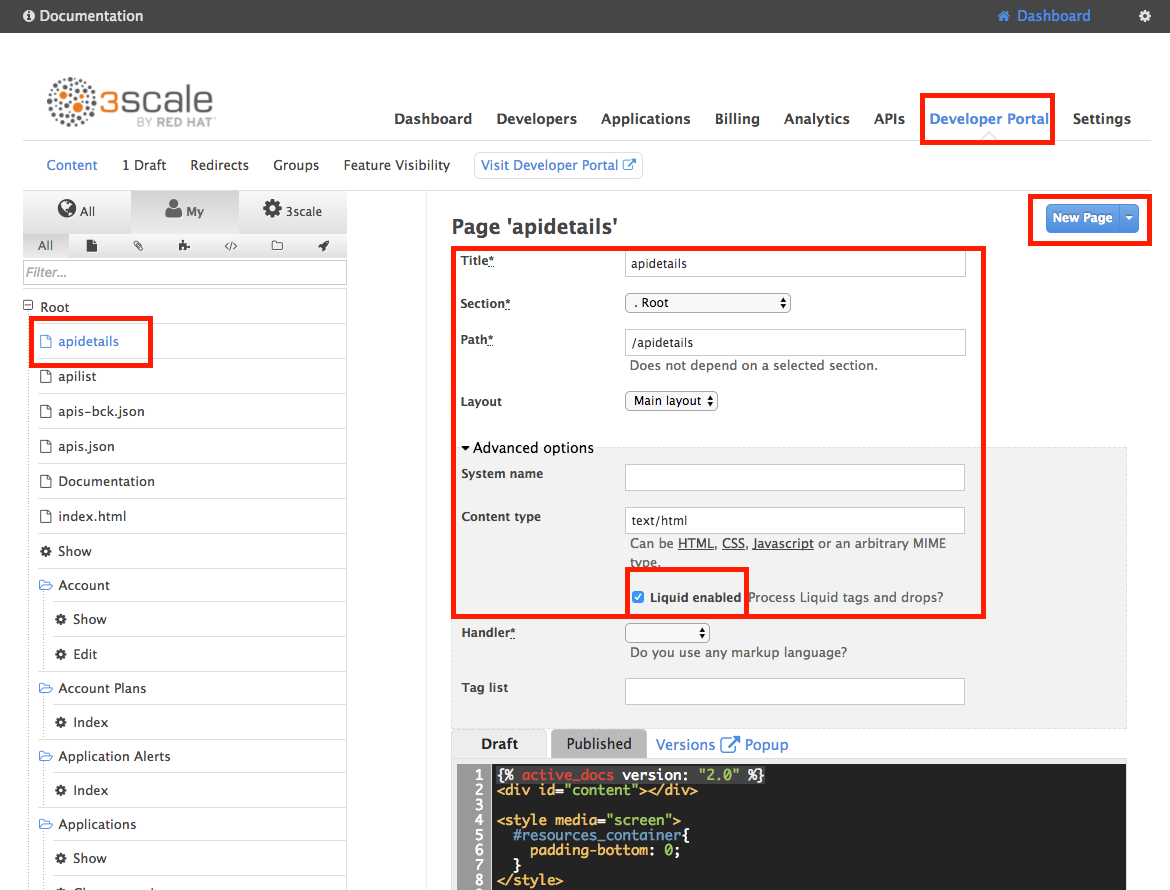 Documentation
Dashboard
3scale
BY RED HAT
Dashboard Developers Applications Billing Analytics APIs Developer Portal Settings
Content 1 Draft Redirects Groups Feature Visibility Visit Developer Portal
All My 3scale
All </>
Filter...
Root
apidetails
apilist
apis-bck.json
apis.json
Documentation
index.html
Show
Account
Show
Edit
Account Plans
Index
Application Alerts
Index
Applications
Show
Page 'apidetails'
New Page
Title* apidetails
Section* . Root
Path* /apidetails
Does not depend on a selected section.
Layout Main layout
Advanced options
System name
Content type text/html
Can be HTML, CSS, Javascript or an arbitrary MIME
type.
Liquid enabled Process Liquid tags and drops?
Handler*
Do you use any markup language?
Tag list
Draft Published Versions Popup
1 {% active_docs version: "2.0" %}
2 <div id="content"></div>
3
4 <style media="screen">
5 #resources_container{
6 padding-bottom: 0;
7 }
8 </style>